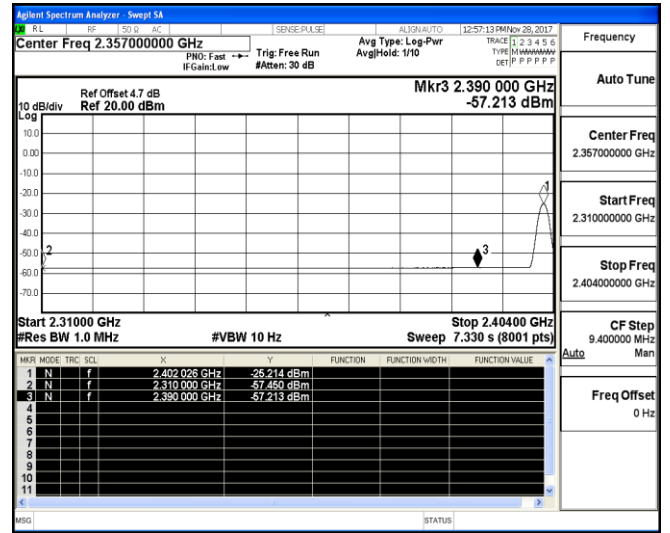 Agilent Spectrum Analyzer - Swept SA
RL RF 50 Ω AC SENSE:PULSE ALIGNAUTO 12:57:13 PM Nov 28, 2017
Center Freq 2.357000000 GHz
PNO: Fast
IFGain:Low
Trig: Free Run
#Atten: 30 dB
Avg Type: Log-Pwr
Avg|Hold: 1/10
TRACE 1 2 3 4 5 6
TYPE M
DET P P P P P P
Frequency
Ref Offset 4.7 dB
10 dB/div Ref 20.00 dBm
Log
Mkr3 2.390 000 GHz
-57.213 dBm
10.0
0.00
-10.0
-20.0
-30.0
-40.0
-50.0
-60.0
-70.0
1
2
3
Start 2.31000 GHz Stop 2.40400 GHz
#Res BW 1.0 MHz #VBW 10 Hz Sweep 7.330 s (8001 pts)
MKR MODE TRC SCL X Y FUNCTION FUNCTION WIDTH FUNCTION VALUE
1 N f 2.402 026 GHz -25.214 dBm
2 N f 2.310 000 GHz -57.450 dBm
3 N f 2.390 000 GHz -57.213 dBm
4
5
6
7
8
9
10
11
MSG STATUS
Auto Tune
Center Freq
2.357000000 GHz
Start Freq
2.310000000 GHz
Stop Freq
2.404000000 GHz
CF Step
9.400000 MHz
Auto Man
Freq Offset
0 Hz